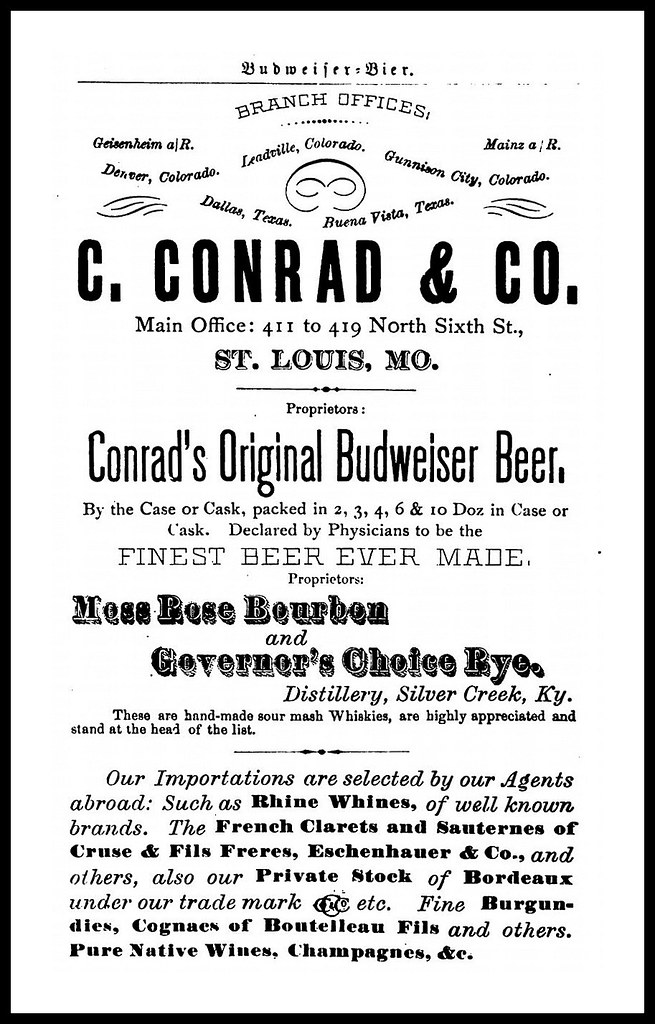 Budweiser-Bier.
BRANCH OFFICES,
Geisenheim a/R.
Leadville, Colorado.
Mainz a/R.
Denver, Colorado.
Gunnison City, Colorado.
Dallas, Texas.
Buena Vista, Texas.
C. CONRAD & CO.
Main Office: 411 to 419 North Sixth St.,
ST. LOUIS, MO.
Proprietors:
Conrad's Original Budweiser Beer.
By the Case or Cask, packed in 2, 3, 4, 6 & 10 Doz in Case or
Cask. Declared by Physicians to be the
FINEST BEER EVER MADE.
Proprietors:
Moss Rose Bourbon
and
Governor's Choice Rye.
Distillery, Silver Creek, Ky.
These are hand-made sour mash Whiskies, are highly appreciated and
stand at the head of the list.
Our Importations are selected by our Agents
abroad: Such as Rhine Whines, of well known
brands. The French Clarets and Sauternes of
Cruse & Fils Freres, Eschenhauer & Co., and
others, also our Private Stock of Bordeaux
under our trade mark etc. Fine Burgun-
dies, Cognacs of Boutelleau Fils and others.
Pure Native Wines, Champagnes, &c.